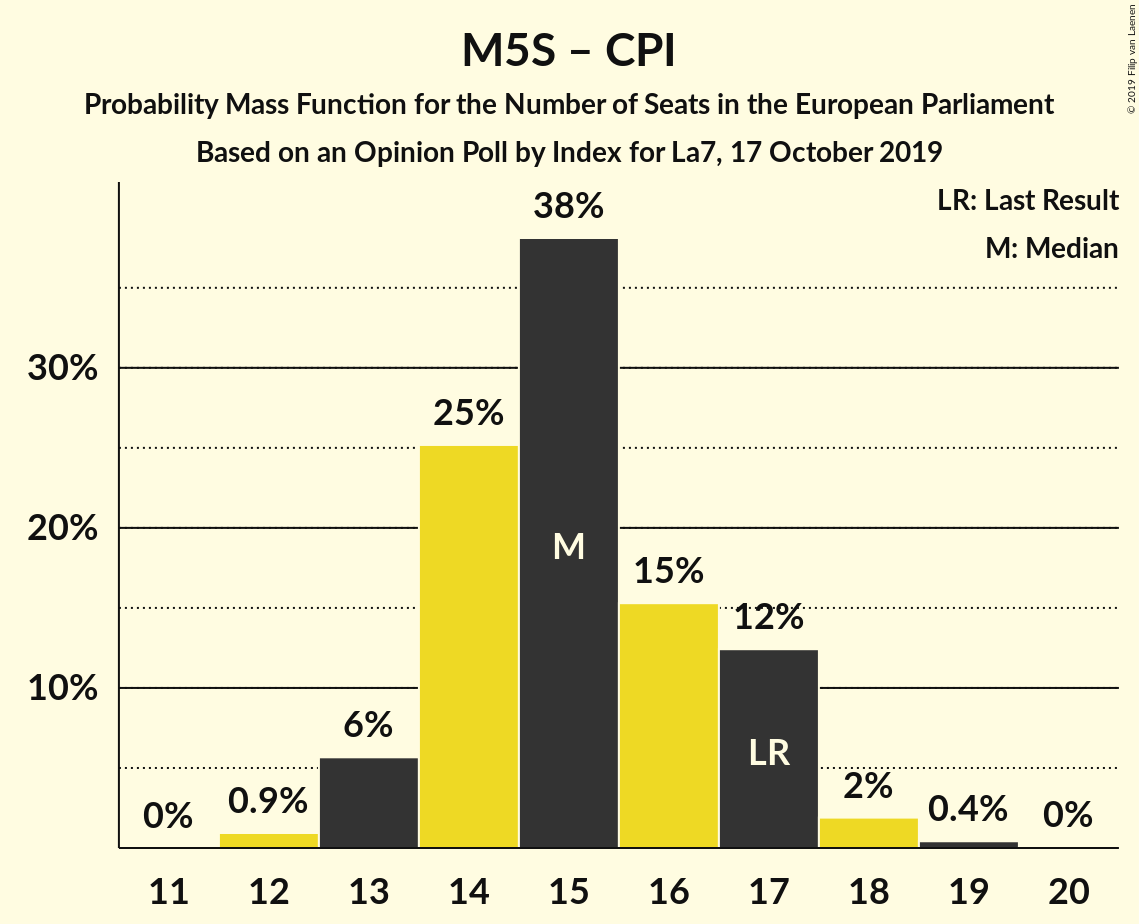 M5S – CPI
Probability Mass Function for the Number of Seats in the European Parliament
Based on an Opinion Poll by Index for La7, 17 October 2019
© 2019 Filip van Laenen
LR: Last Result
M: Median
38%
30%
25%
20%
M
15%
12%
10%
6%
LR
2%
0%
0.9%
0.4%
0%
11 12 13 14 15 16 17 18 19 20